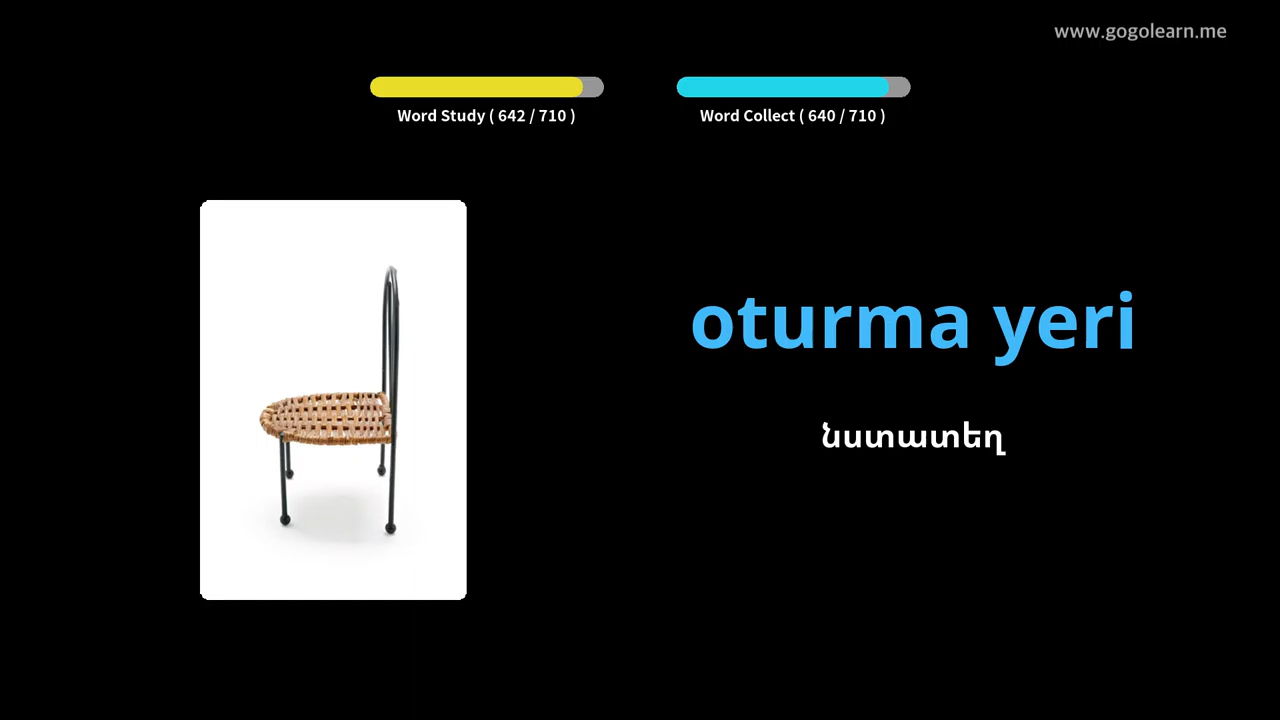 www.gogolearn.me
Word Study ( 642 / 710 )
Word Collect ( 640 / 710 )
oturma yeri
նստատեղ